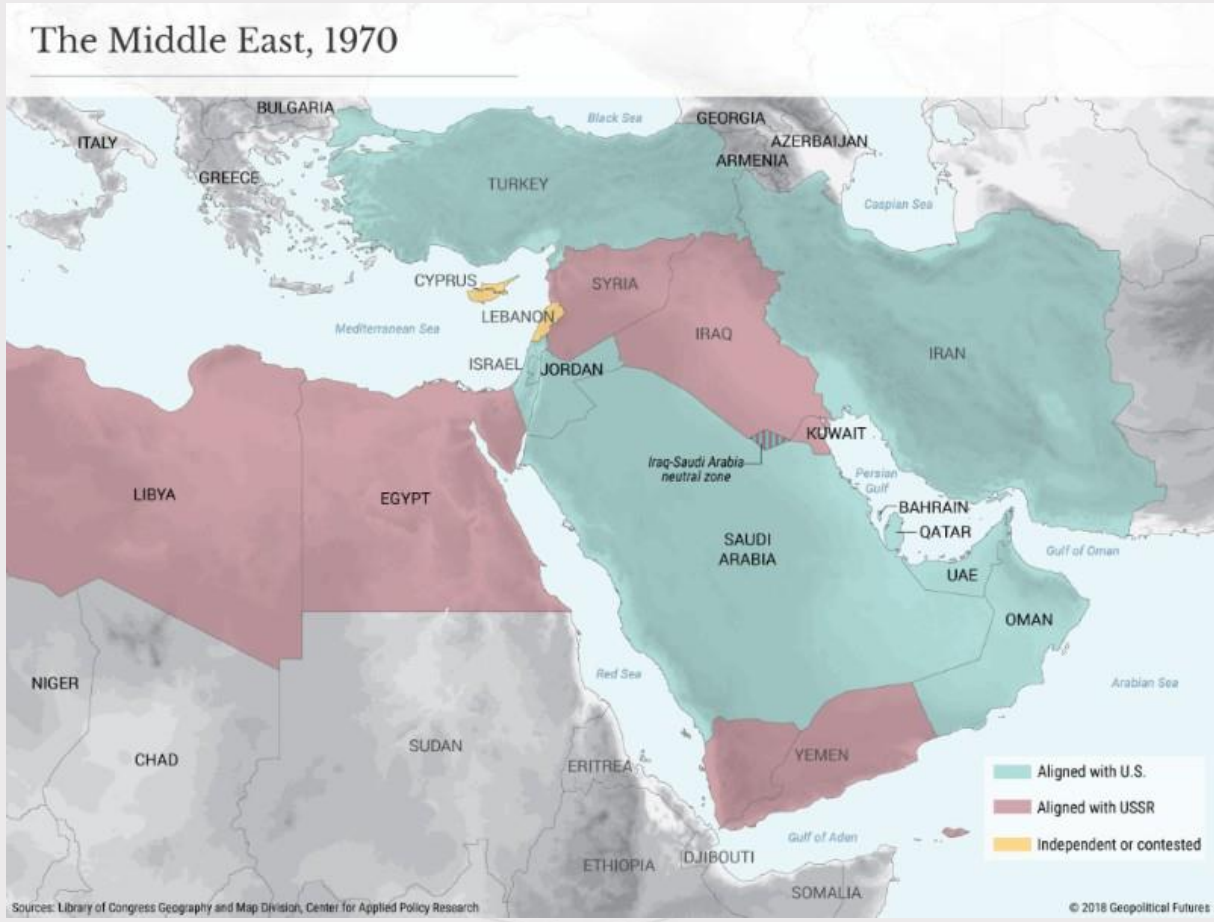 The Middle East, 1970
BULGARIA
Black Sea
GEORGIA
ITALY
AZERBAIJAN
ARMENIA
GREECE
TURKEY
Caspian Sea
CYPRUS
SYRIA
LEBANON
Mediterranean Sea
IRAQ
IRAN
ISRAEL
JORDAN
KUWAIT
Iraq-Saudi Arabia
neutral zone
Persian
Gulf
LIBYA
EGYPT
BAHRAIN
QATAR
SAUDI
ARABIA
Gulf of Oman
UAE
OMAN
Red Sea
Arabian Sea
NIGER
CHAD
SUDAN
YEMEN
ERITREA
Aligned with U.S.
Aligned with USSR
Independent or contested
Gulf of Aden
ETHIOPIA
DJIBOUTI
SOMALIA
Sources: Library of Congress Geography and Map Division, Center for Applied Policy Research
© 2018 Geopolitical Futures